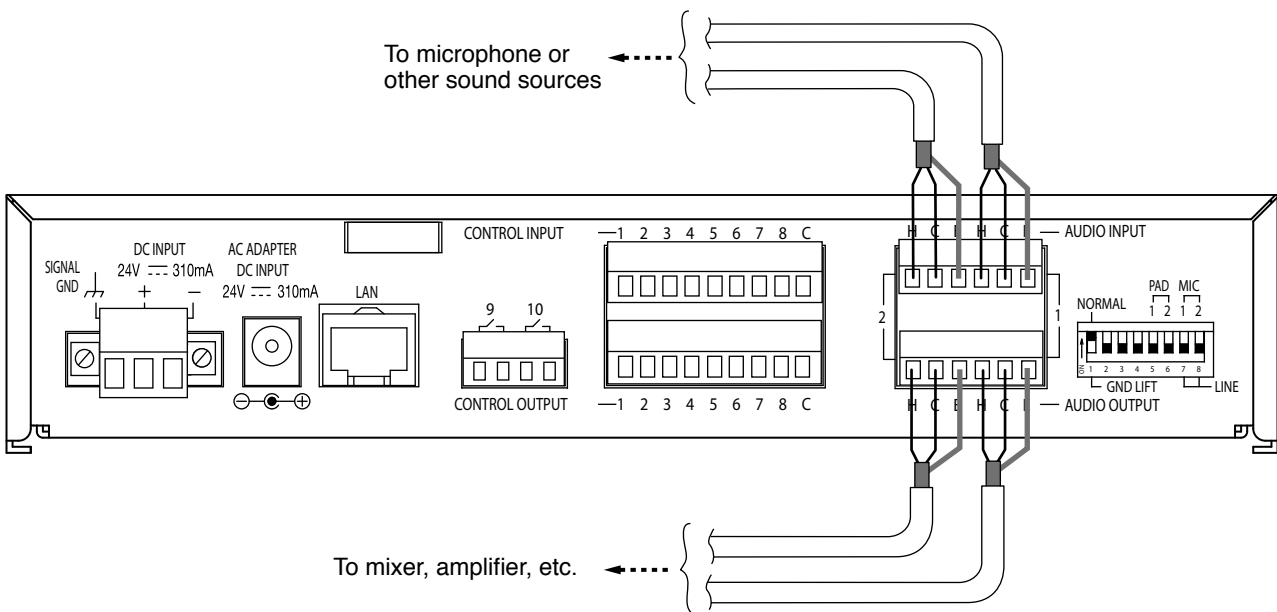 To microphone or
other sound sources
H C E H C E
AUDIO INPUT
CONTROL INPUT
1 2 3 4 5 6 7 8 C
SIGNAL
GND
DC INPUT
24V 310mA
+ −
AC ADAPTER
DC INPUT
24V 310mA
LAN
9 10
2
1
NORMAL
PAD MIC
1 2 1 2
ON
1 2 3 4 5 6 7 8
GND LIFT
LINE
− +
CONTROL OUTPUT
1 2 3 4 5 6 7 8 C
H C E H C E
AUDIO OUTPUT
To mixer, amplifier, etc.